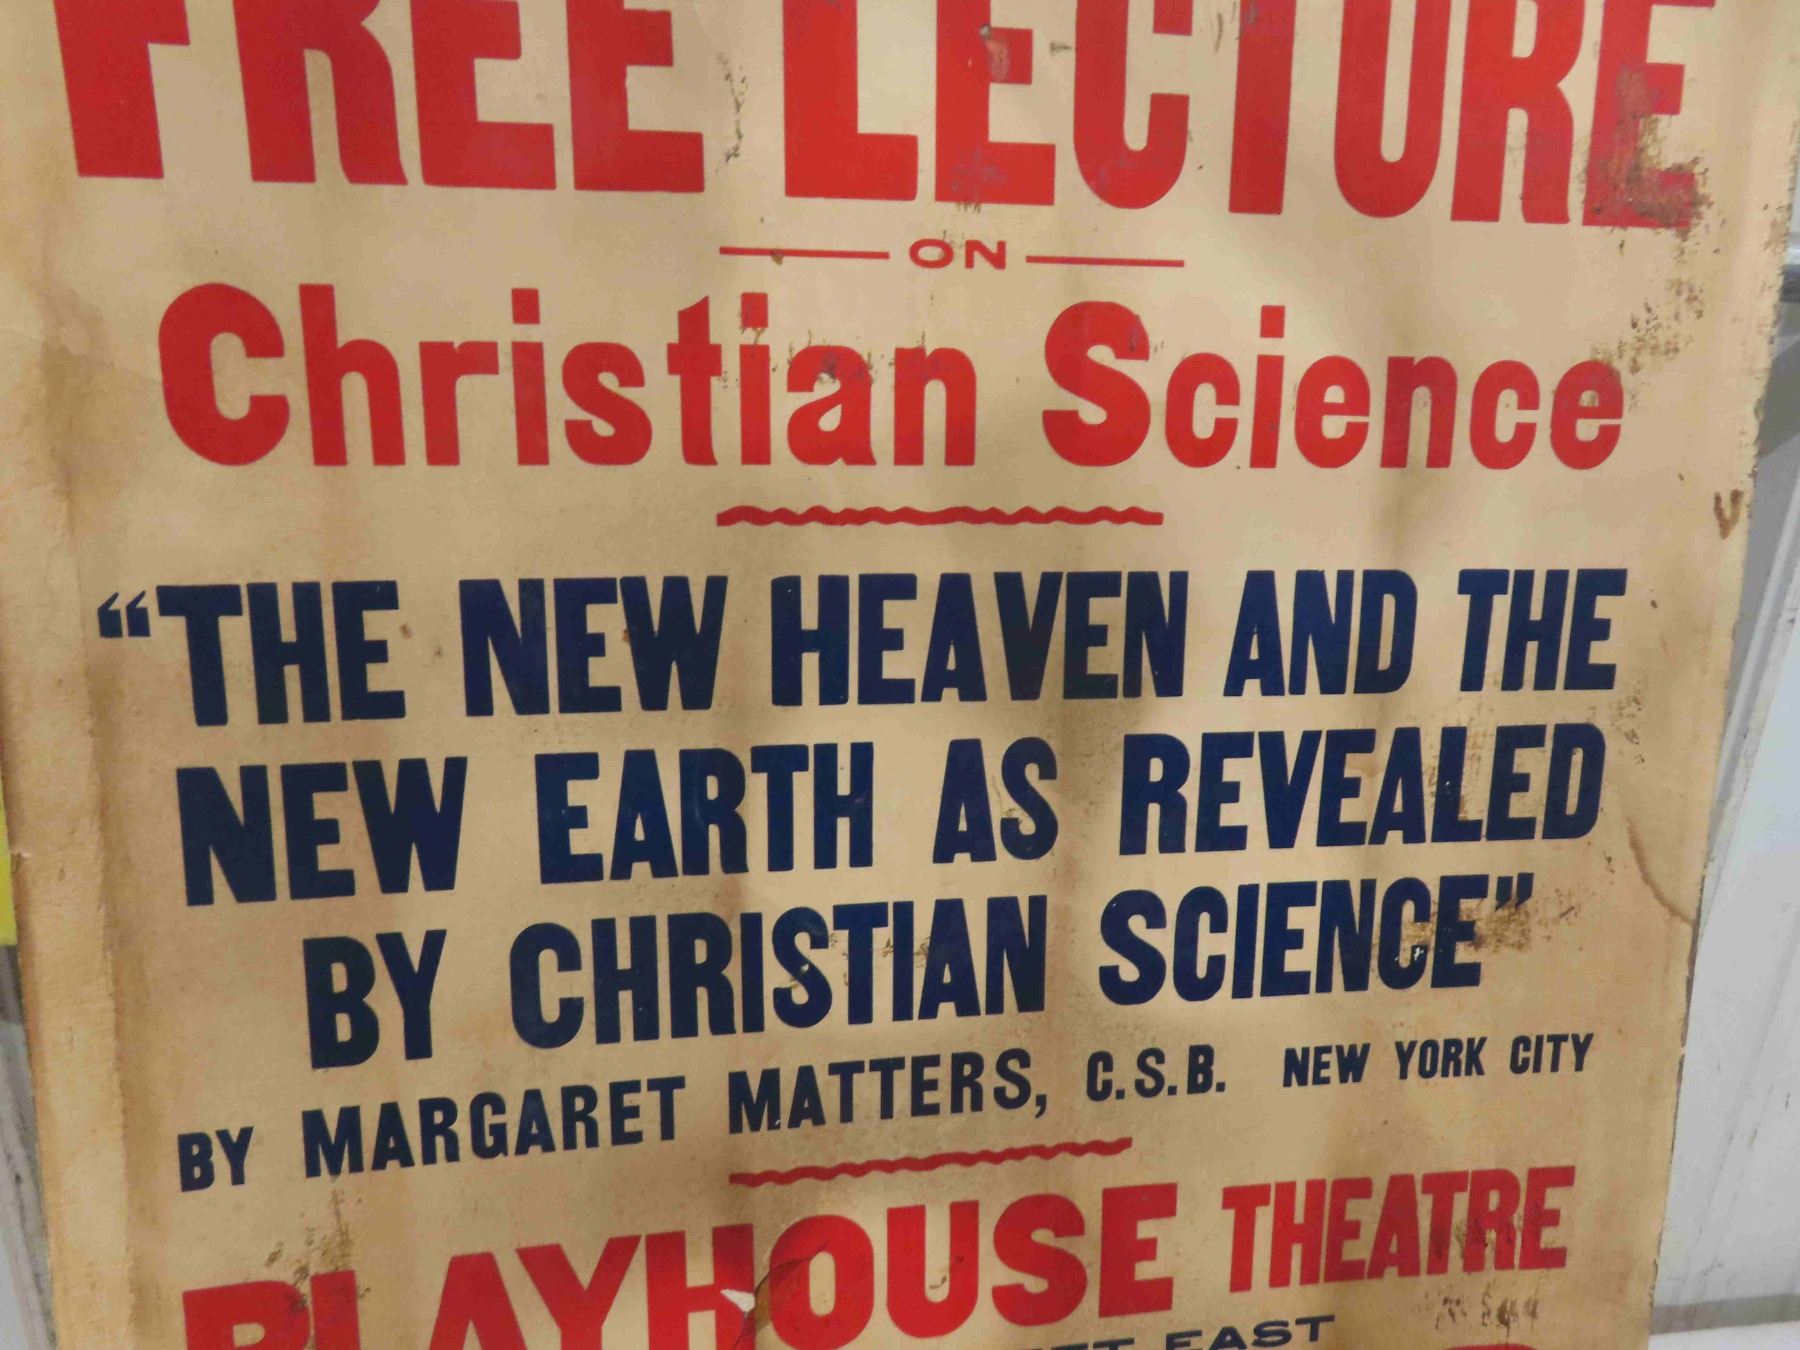 FREE LECTURE
ON
Christian Science
“THE NEW HEAVEN AND THE
NEW EARTH AS REVEALED
BY CHRISTIAN SCIENCE”
BY MARGARET MATTERS, C.S.B. NEW YORK CITY
PLAYHOUSE THEATRE
EAST